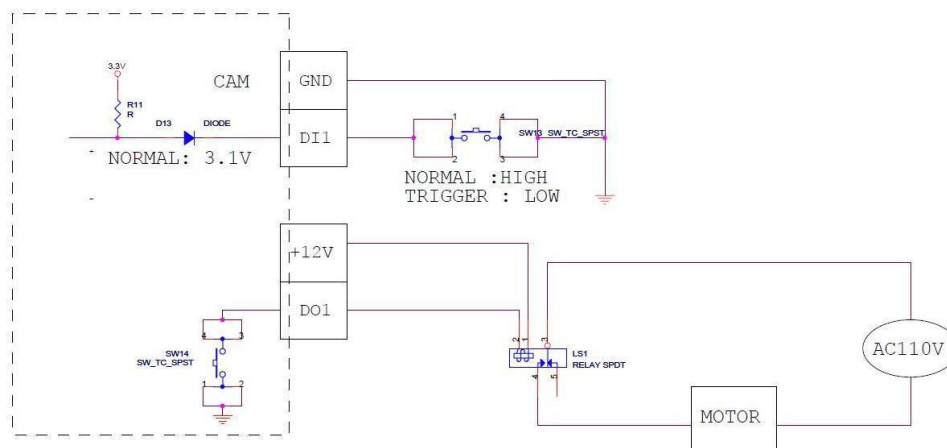 3.3V
CAM
GND
R11
R
D13
DIODE
DI1
1
4
SW13
SW_TC_SPST
2
3
+
NORMAL: 3.1V
-
NORMAL :HIGH
TRIGGER : LOW
+12V
DO1
4
3
SW14
SW_TC_SPST
1
2
2
1
3
LS1
RELAY SPDT
4
5
AC110V
MOTOR